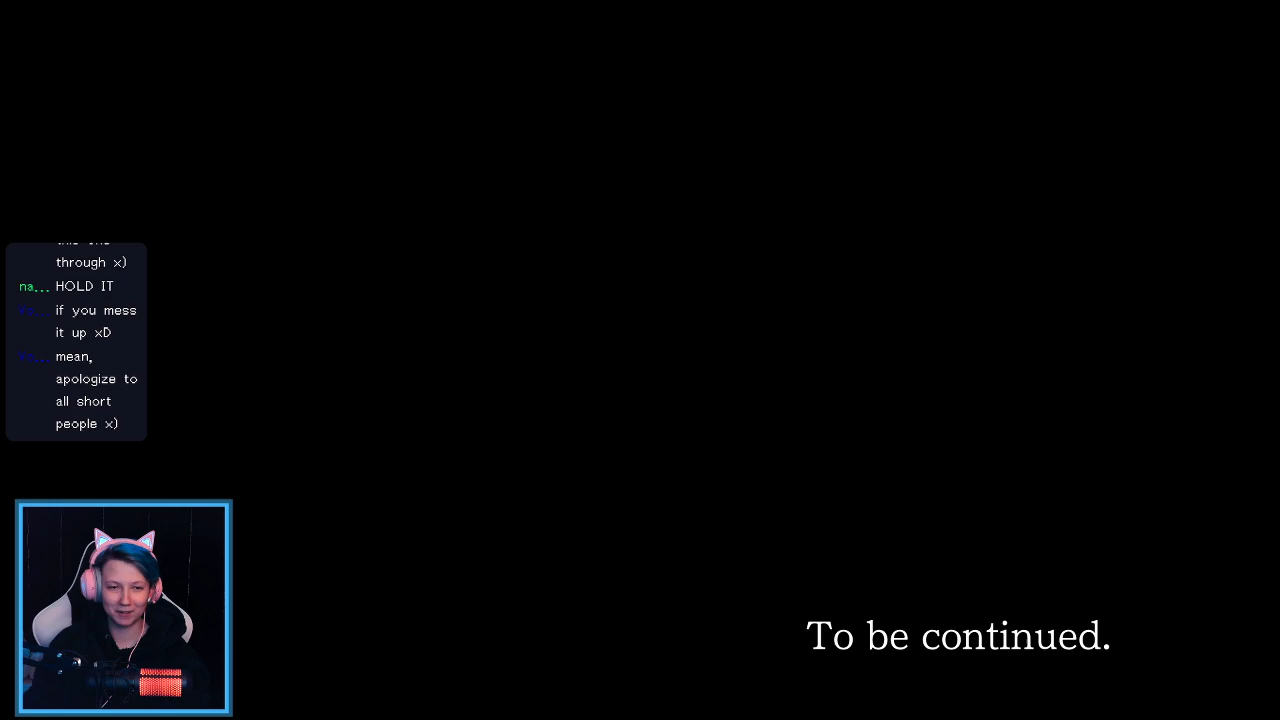 through x)
na... HOLD IT
if you mess
it up xD
mean,
apologize to
all short
people x)
To be continued.